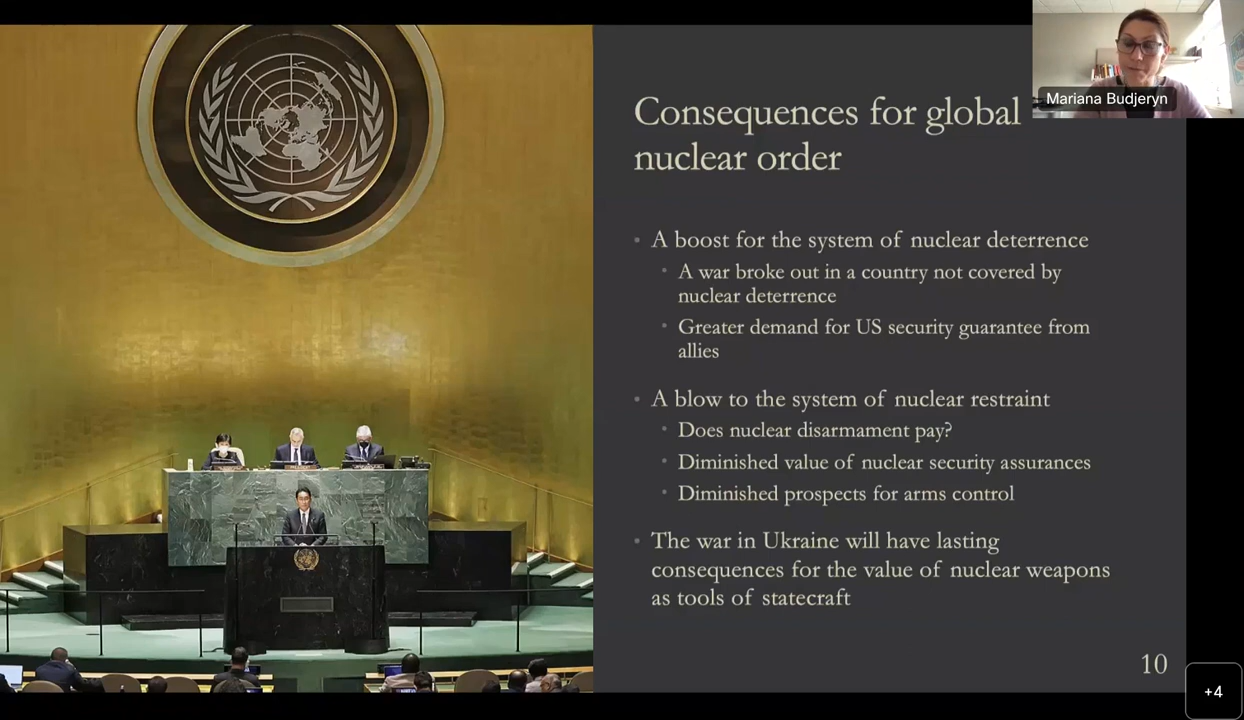 Mariana Budjeryn
Consequences for global
nuclear order
A boost for the system of nuclear deterrence
A war broke out in a country not covered by
nuclear deterrence
Greater demand for US security guarantee from
allies
A blow to the system of nuclear restraint
Does nuclear disarmament pay?
Diminished value of nuclear security assurances
Diminished prospects for arms control
The war in Ukraine will have lasting
consequences for the value of nuclear weapons
as tools of statecraft
10
+4